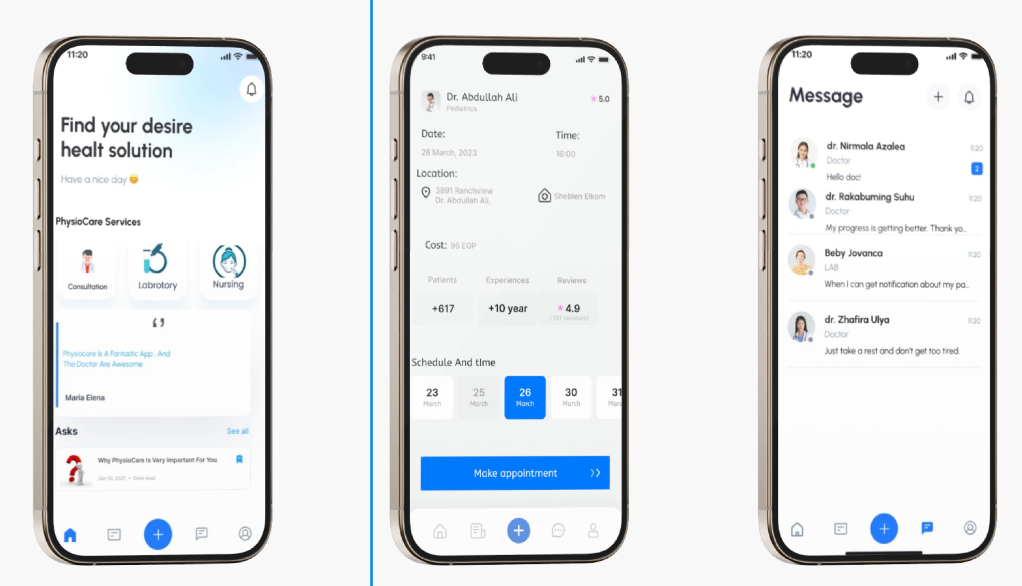 11:20
Find your desire
healt solution
Have a nice day 😊
PhysioCare Services
Consultation
Labrotory
Nursing
Physiocare Is A Fantastic App , And
The Doctor Are Awesome
Maria Elena
Asks
See all
Why PhysioCare Is Very Important For You
Jan 12, 2021 •
9:41
Dr. Abdullah Ali
Pediatrics
5.0
Date:
Time:
26 March, 2023
16:00
Location:
3891 Ranchview
Dr. Abdullah Ali,
Shebien Elkom
Cost: 95 EGP
Patients
Experiences
Reviews
+617
+10 year
4.9
Schedule And tIme
23
March
25
March
26
March
30
March
31
Marc
Make appointment
11:20
Message
dr. Nirmala Azalea
11:20
Doctor
Hello doc!
2
dr. Rakabuming Suhu
Doctor
My progress is getting better. Thank yo...
Beby Jovanca
11:20
LAB
When I can get notification about my pa...
dr. Zhafira Ulya
11:20
Doctor
Just take a rest and don't get too tired.